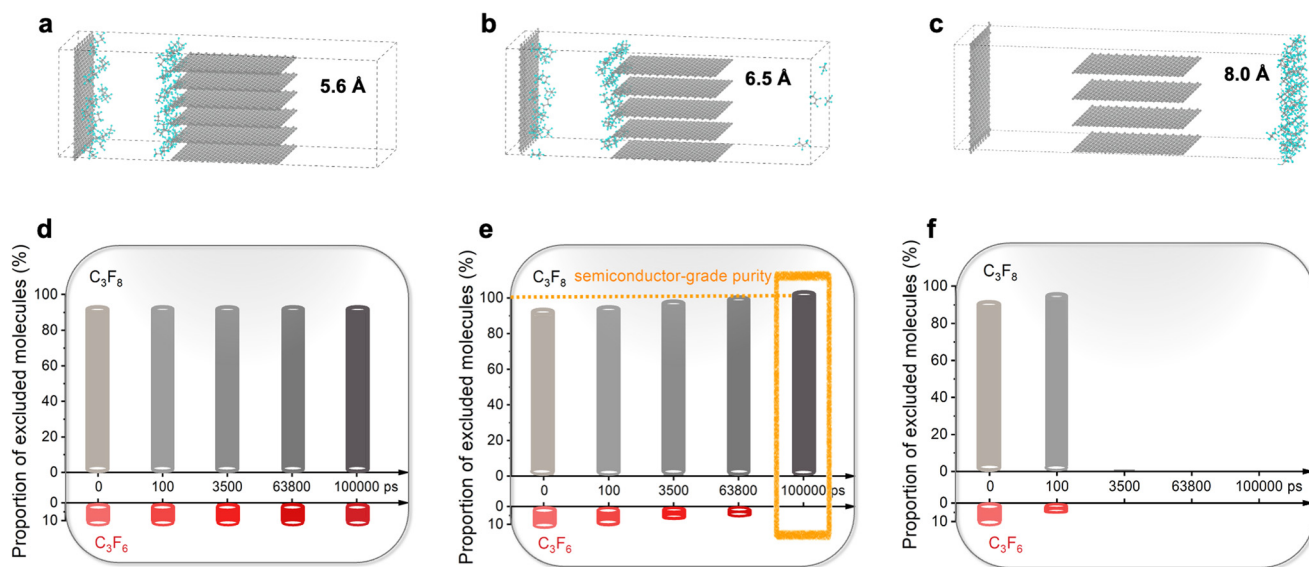 a
5.6 Å
b
6.5 Å
c
8.0 Å
d
Proportion of excluded molecules (%)
C₃F₈
100
80
60
40
20
0
0 100 3500 63800 100000 ps
0
10
C₃F₆
e
Proportion of excluded molecules (%)
C₃F₈ semiconductor-grade purity
100
80
60
40
20
0
0 100 3500 63800 100000 ps
0
10
C₃F₆
f
Proportion of excluded molecules (%)
C₃F₈
100
80
60
40
20
0
0 100 3500 63800 100000 ps
0
10
C₃F₆